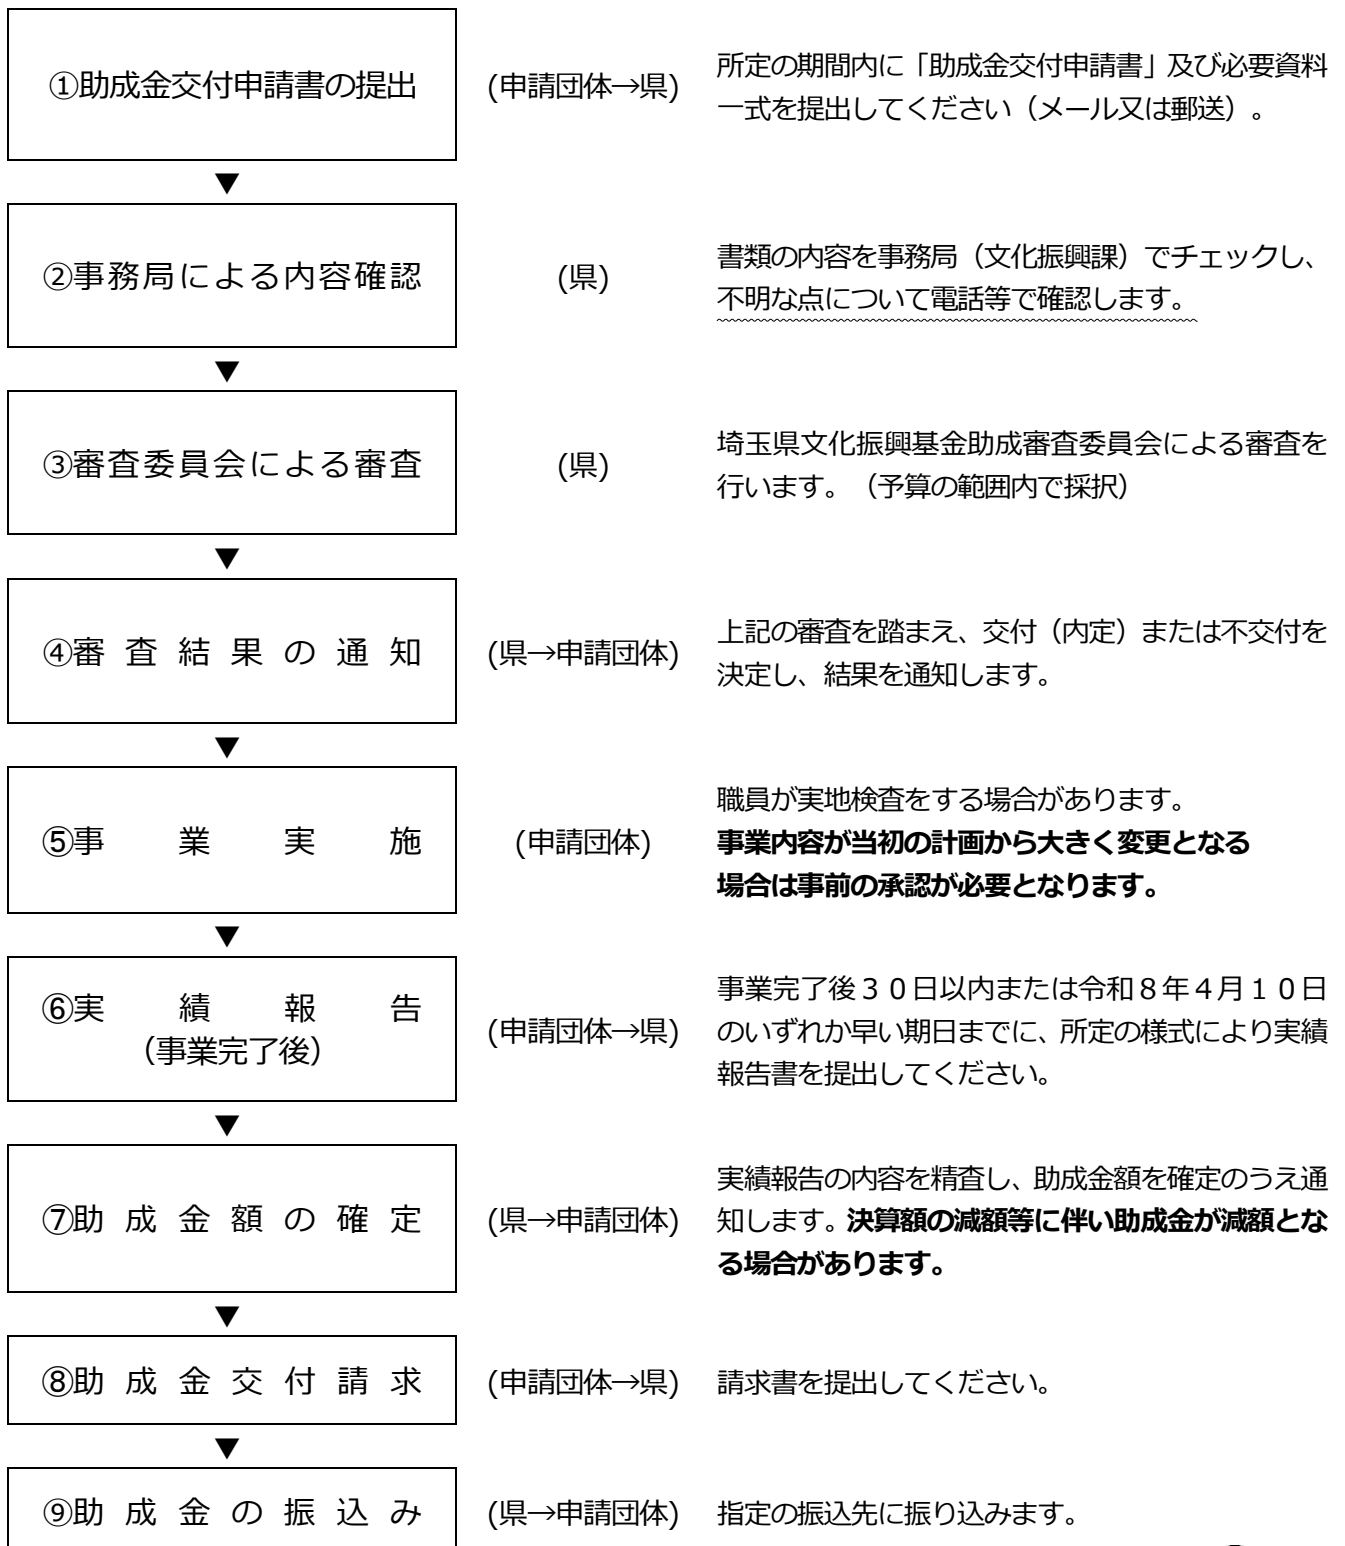 ①助成金交付申請書の提出
(申請団体→県)
所定の期間内に「助成金交付申請書」及び必要資料
一式を提出してください（メール又は郵送）。
▼
②事務局による内容確認
(県)
書類の内容を事務局（文化振興課）でチェックし、
不明な点について電話等で確認します。
▼
③審査委員会による審査
(県)
埼玉県文化振興基金助成審査委員会による審査を
行います。（予算の範囲内で採択）
▼
④審査結果の通知
(県→申請団体)
上記の審査を踏まえ、交付（内定）または不交付を
決定し、結果を通知します。
▼
⑤事業実施
(申請団体)
職員が実地検査をする場合があります。
事業内容が当初の計画から大きく変更となる
場合は事前の承認が必要となります。
▼
⑥実績報告
（事業完了後）
(申請団体→県)
事業完了後３０日以内または令和８年４月１０日
のいずれか早い期日までに、所定の様式により実績
報告書を提出してください。
▼
⑦助成金額の確定
(県→申請団体)
実績報告の内容を精査し、助成金額を確定のうえ通
知します。決算額の減額等に伴い助成金が減額とな
る場合があります。
▼
⑧助成金交付請求
(申請団体→県)
請求書を提出してください。
▼
⑨助成金の振込み
(県→申請団体)
指定の振込先に振り込みます。